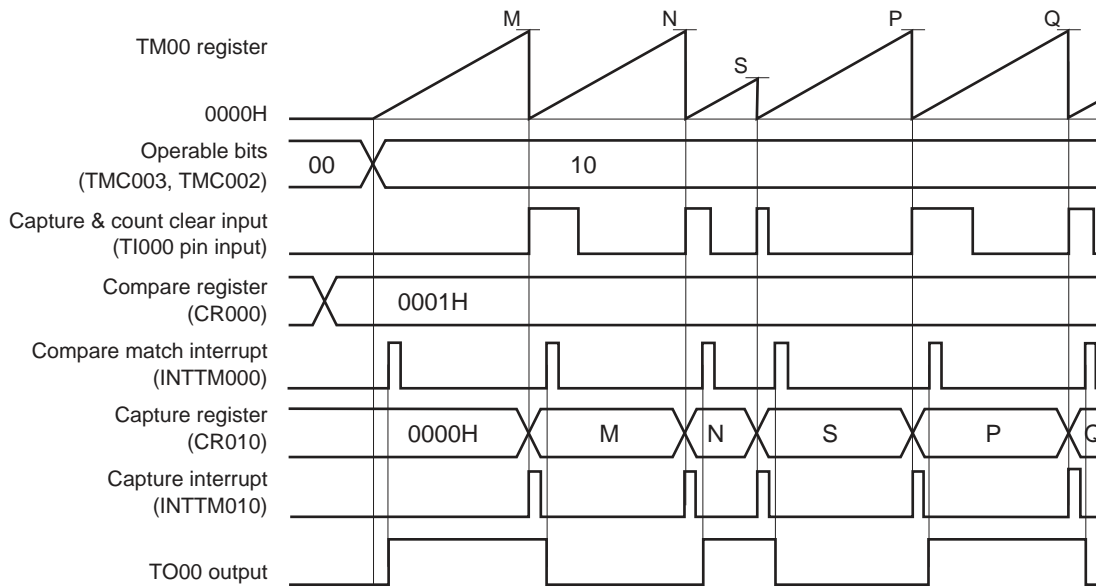 M N P Q
S
TM00 register
0000H
Operable bits
(TMC003, TMC002)
00 10
Capture & count clear input
(TI000 pin input)
Compare register
(CR000)
0001H
Compare match interrupt
(INTTM000)
Capture register
(CR010)
0000H M N S P Q
Capture interrupt
(INTTM010)
TO00 output